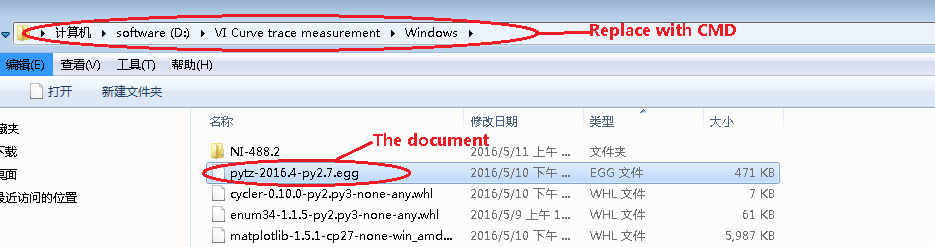 计算机 software (D:) VI Curve trace measurement Windows
Replace with CMD
编辑(E) 查看(V) 工具(T) 帮助(H)
打开 新建文件夹
藏夹
下载
桌面
最近访问的位置
名称 修改日期 类型 大小
The document
NI-488.2 2016/5/11 上午 ... 文件夹
pytz-2016.4-py2.7.egg 2016/5/10 下午 ... EGG 文件 471 KB
cycler-0.10.0-py2.py3-none-any.whl 2016/5/10 下午 ... WHL 文件 7 KB
enum34-1.1.5-py2.py3-none-any.whl 2016/5/9 上午 1... WHL 文件 61 KB
matplotlib-1.5.1-cp27-none-win_amd... 2016/5/10 下午 ... WHL 文件 5,987 KB